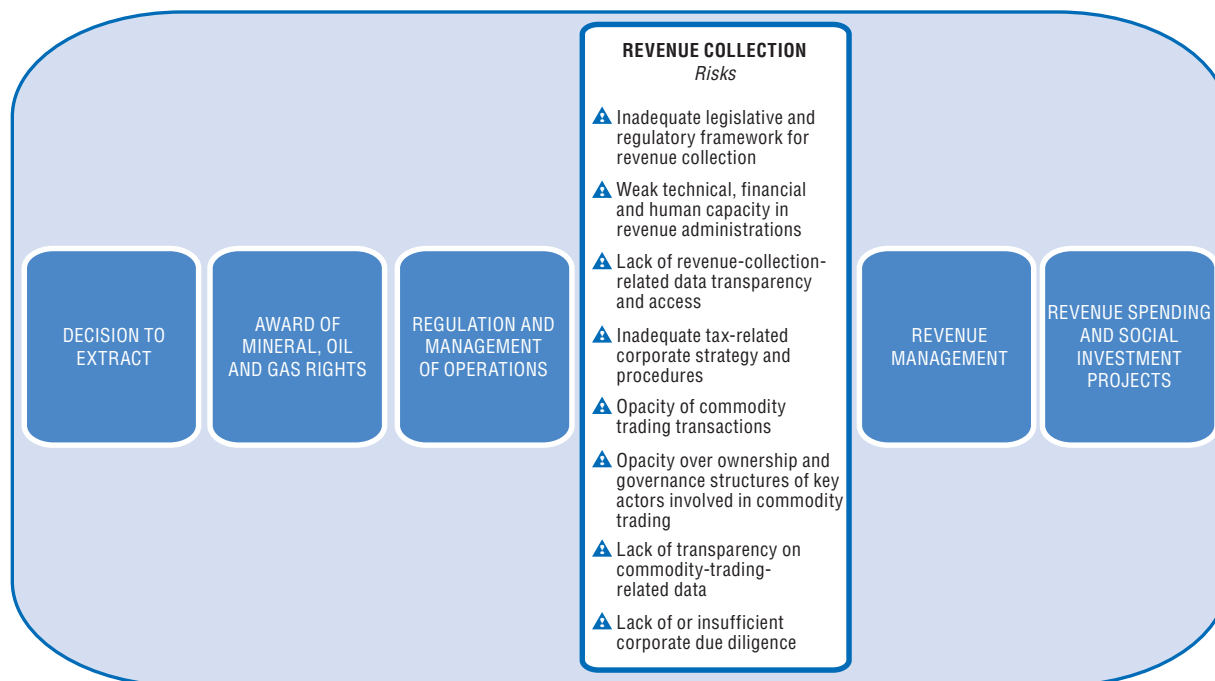 DECISION TO
EXTRACT
AWARD OF
MINERAL, OIL
AND GAS RIGHTS
REGULATION AND
MANAGEMENT
OF OPERATIONS
REVENUE COLLECTION
Risks
Inadequate legislative and
regulatory framework for
revenue collection
Weak technical, financial
and human capacity in
revenue administrations
Lack of revenue-collection-
related data transparency
and access
Inadequate tax-related
corporate strategy and
procedures
Opacity of commodity
trading transactions
Opacity over ownership and
governance structures of key
actors involved in commodity
trading
Lack of transparency on
commodity-trading-
related data
Lack of or insufficient
corporate due diligence
REVENUE
MANAGEMENT
REVENUE SPENDING
AND SOCIAL
INVESTMENT
PROJECTS